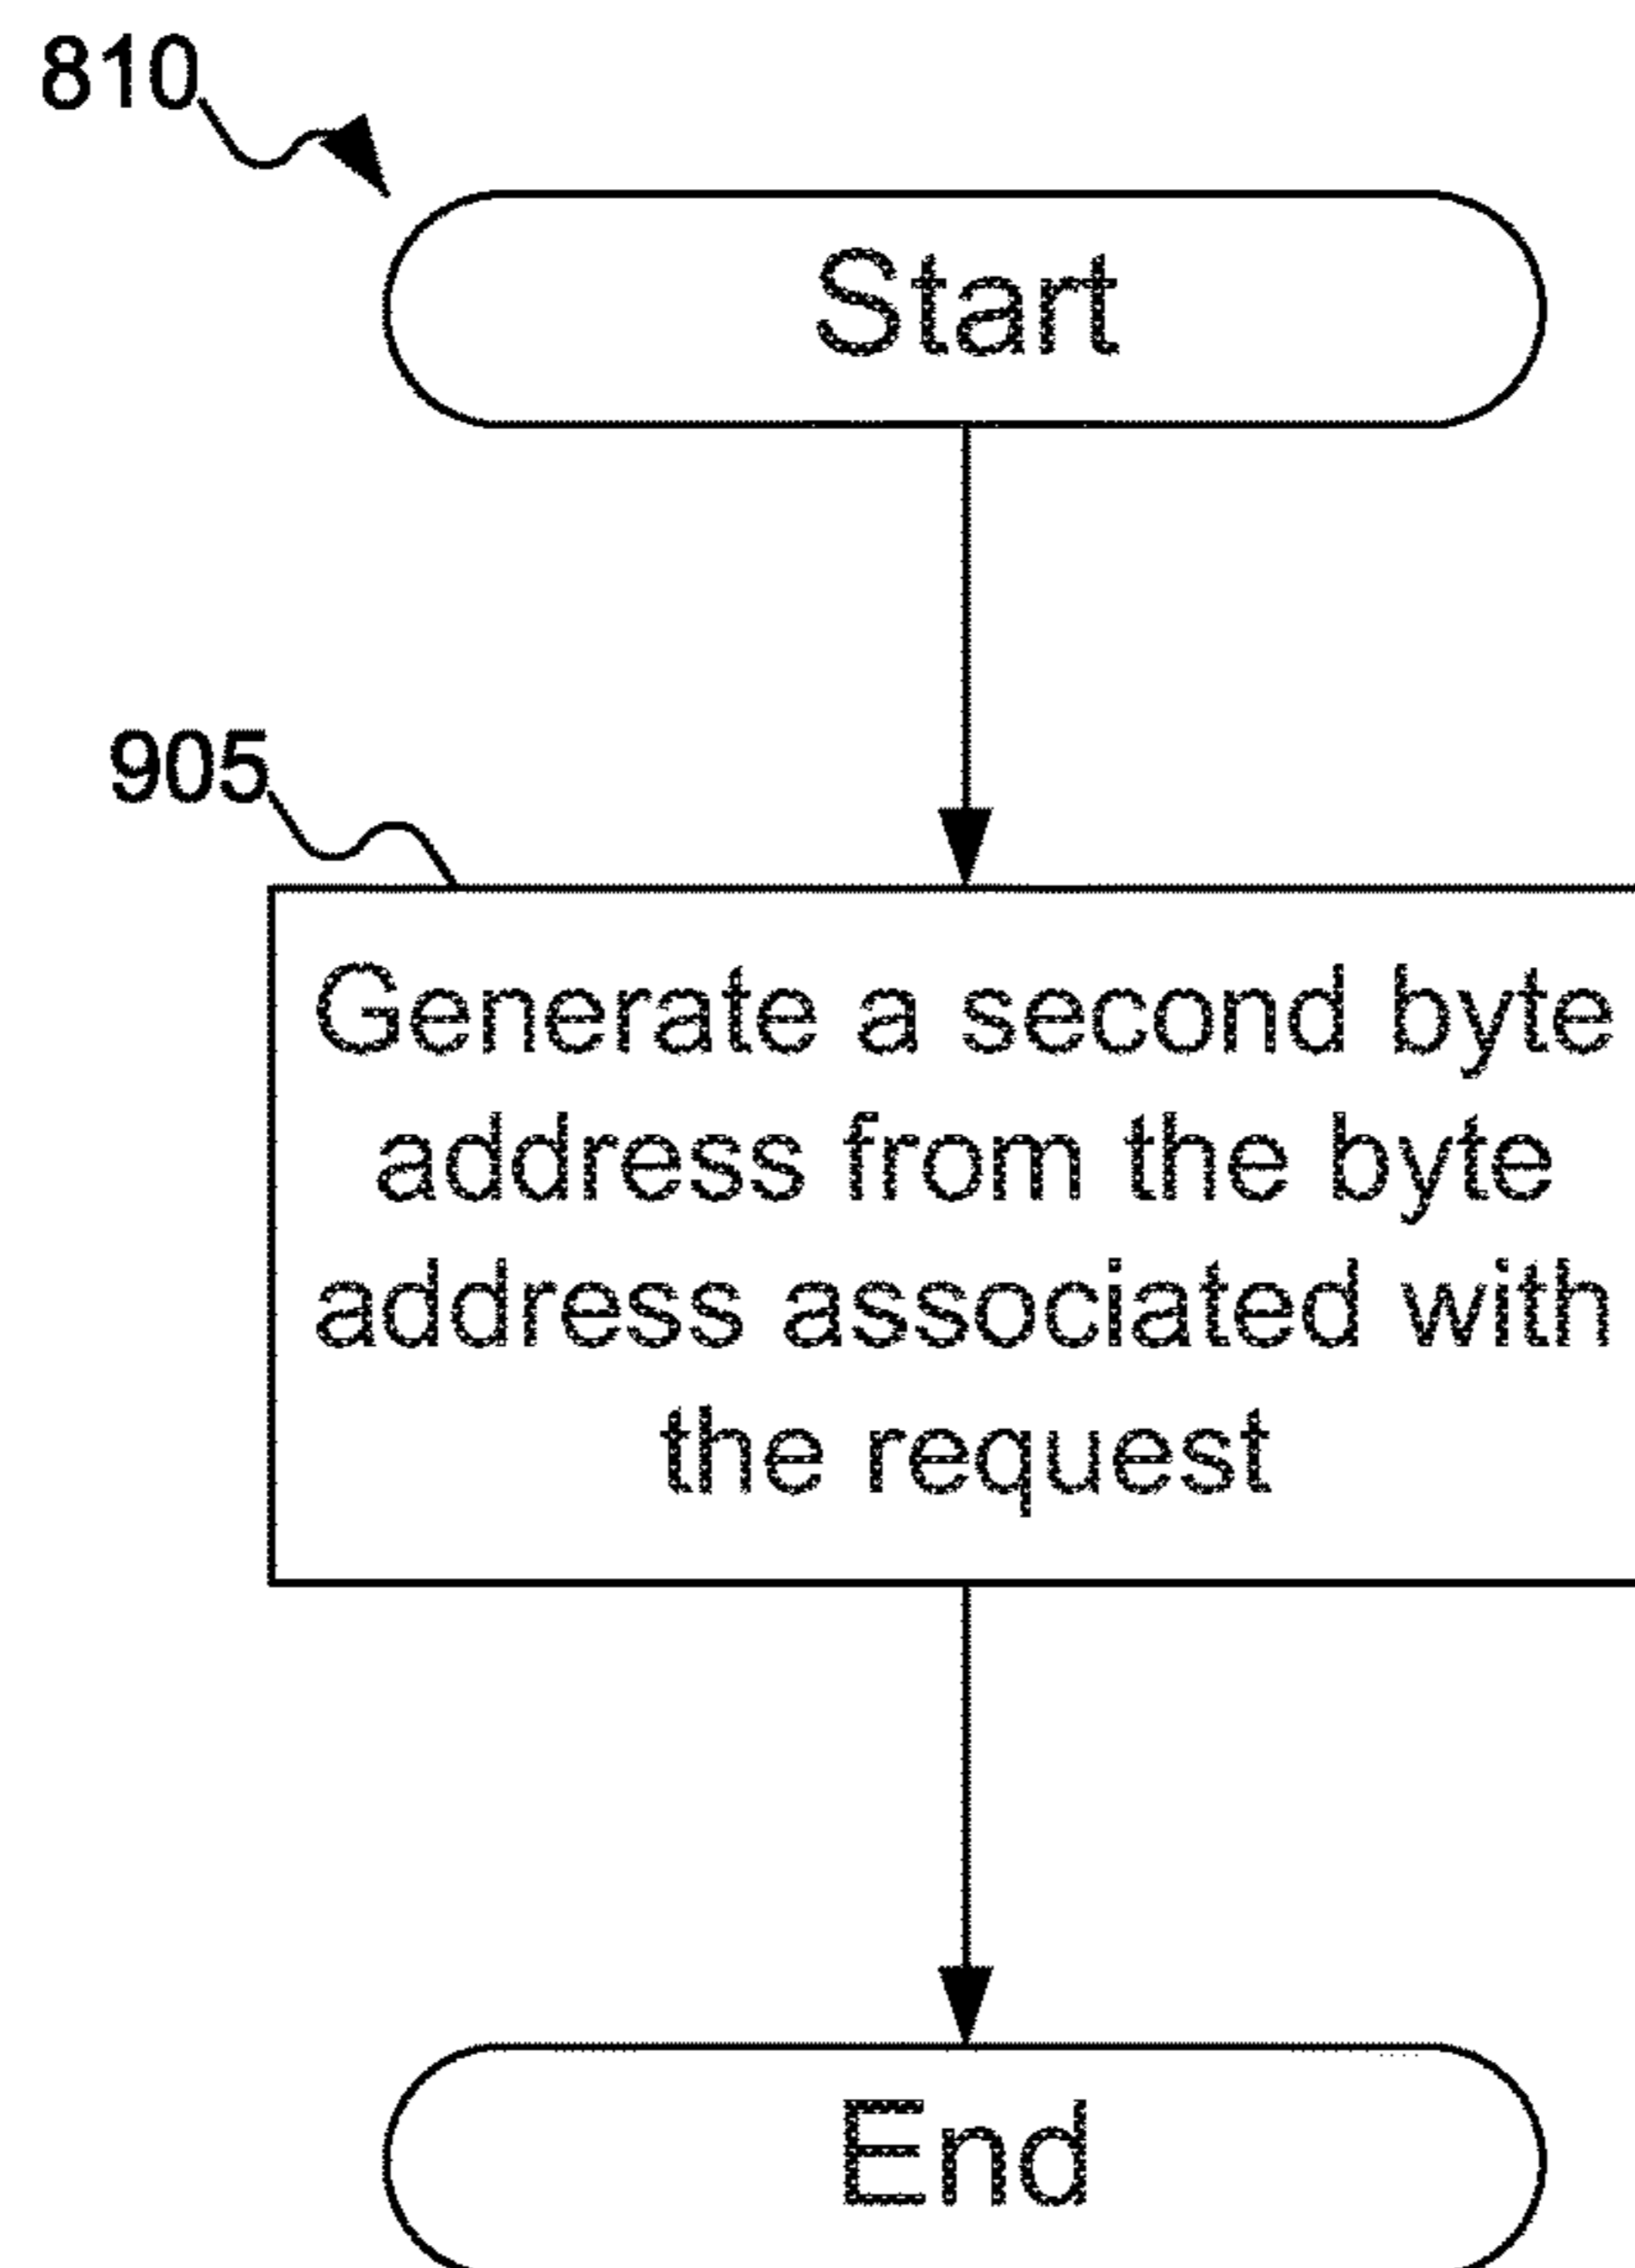 810
Start
905
Generate a second byte
address from the byte
address associated with
the request
End